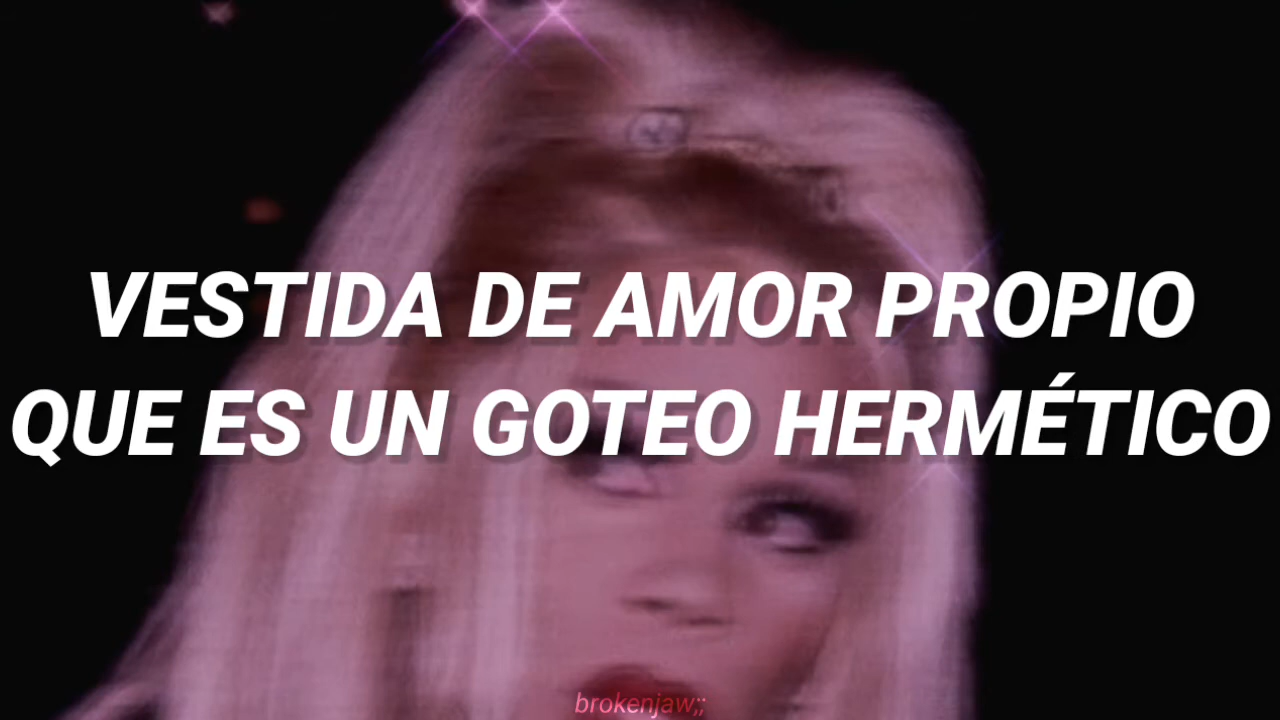 VESTIDA DE AMOR PROPIO
QUE ES UN GOTEO HERMÉTICO
brokenjaw;;